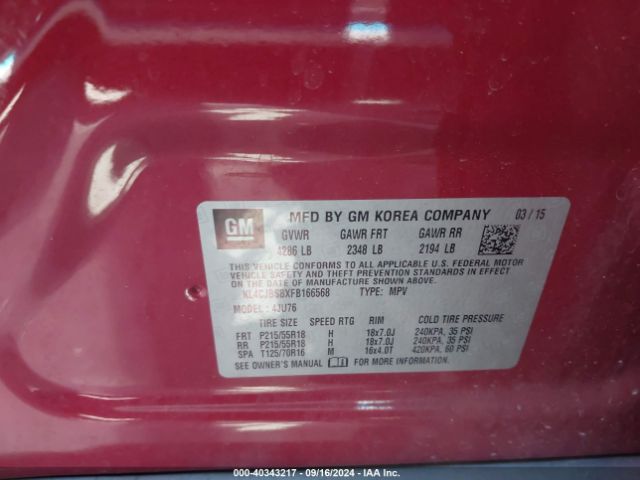 GM
MFD BY GM KOREA COMPANY 03/15
GVWR GAWR FRT GAWR RR
4286 LB 2348 LB 2194 LB
THIS VEHICLE CONFORMS TO ALL APPLICABLE U.S. FEDERAL MOTOR
VEHICLE SAFETY, BUMPER, AND THEFT PREVENTION STANDARDS IN EFFECT
ON THE DATE OF MANUFACTURE SHOWN ABOVE.
KL4CJBSBXFB166568 TYPE: MPV
MODEL: 4JU76
TIRE SIZE SPEED RTG RIM COLD TIRE PRESSURE
FRT P215/55R18 H 18x7.0J 240KPA, 35 PSI
RR P215/55R18 H 18x7.0J 240KPA, 35 PSI
SPA T125/70R16 M 16x4.0T 420KPA, 60 PSI
SEE OWNER'S MANUAL FOR MORE INFORMATION.
000-40343217 - 09/16/2024 - IAA Inc.